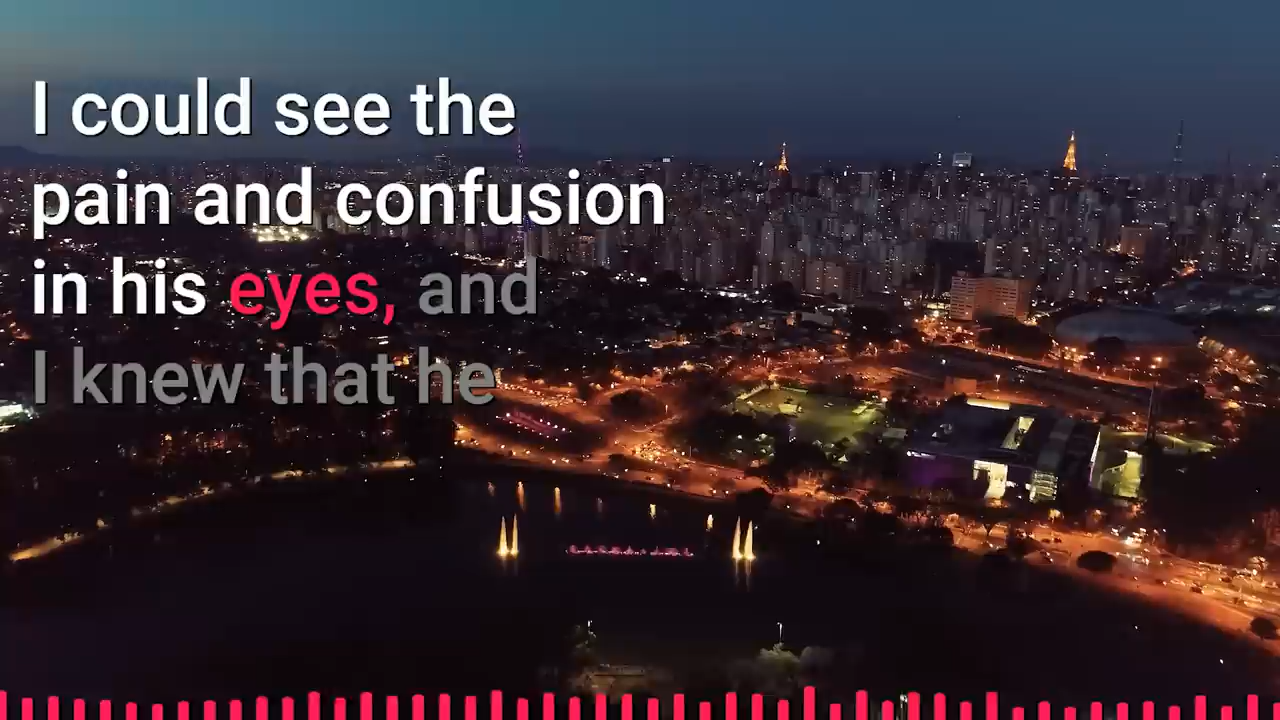 I could see the
pain and confusion
in his eyes, and
I knew that he